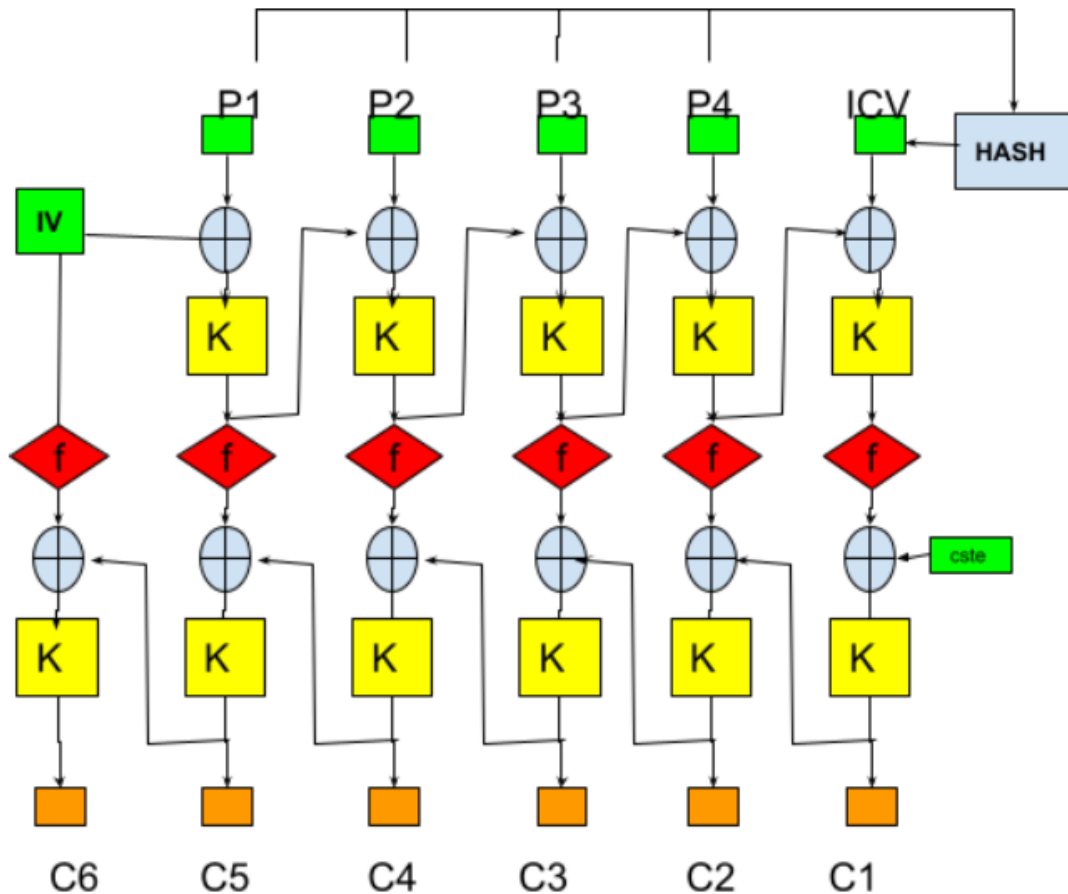 P1 P2 P3 P4 ICV
HASH
IV
K K K K K
f f f f f f
cste
K K K K K K
C6 C5 C4 C3 C2 C1